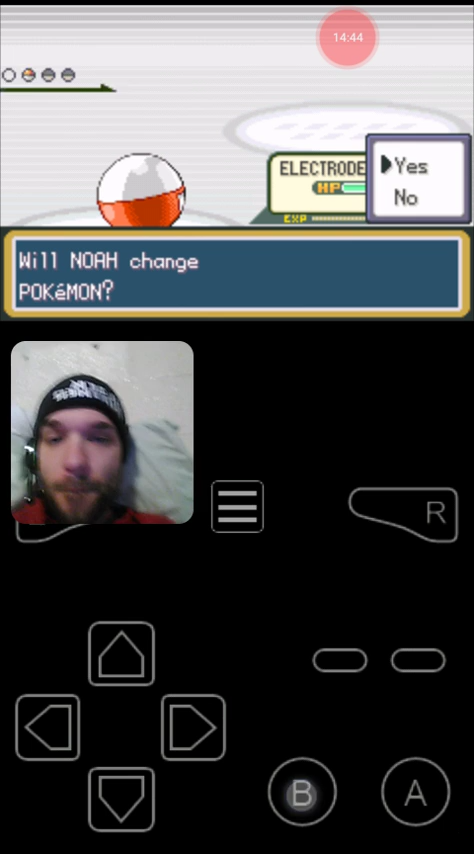 14:44
ELECTRODE
Yes
HP
No
EXP
Will NOAH change
POKéMON?
R
B
A